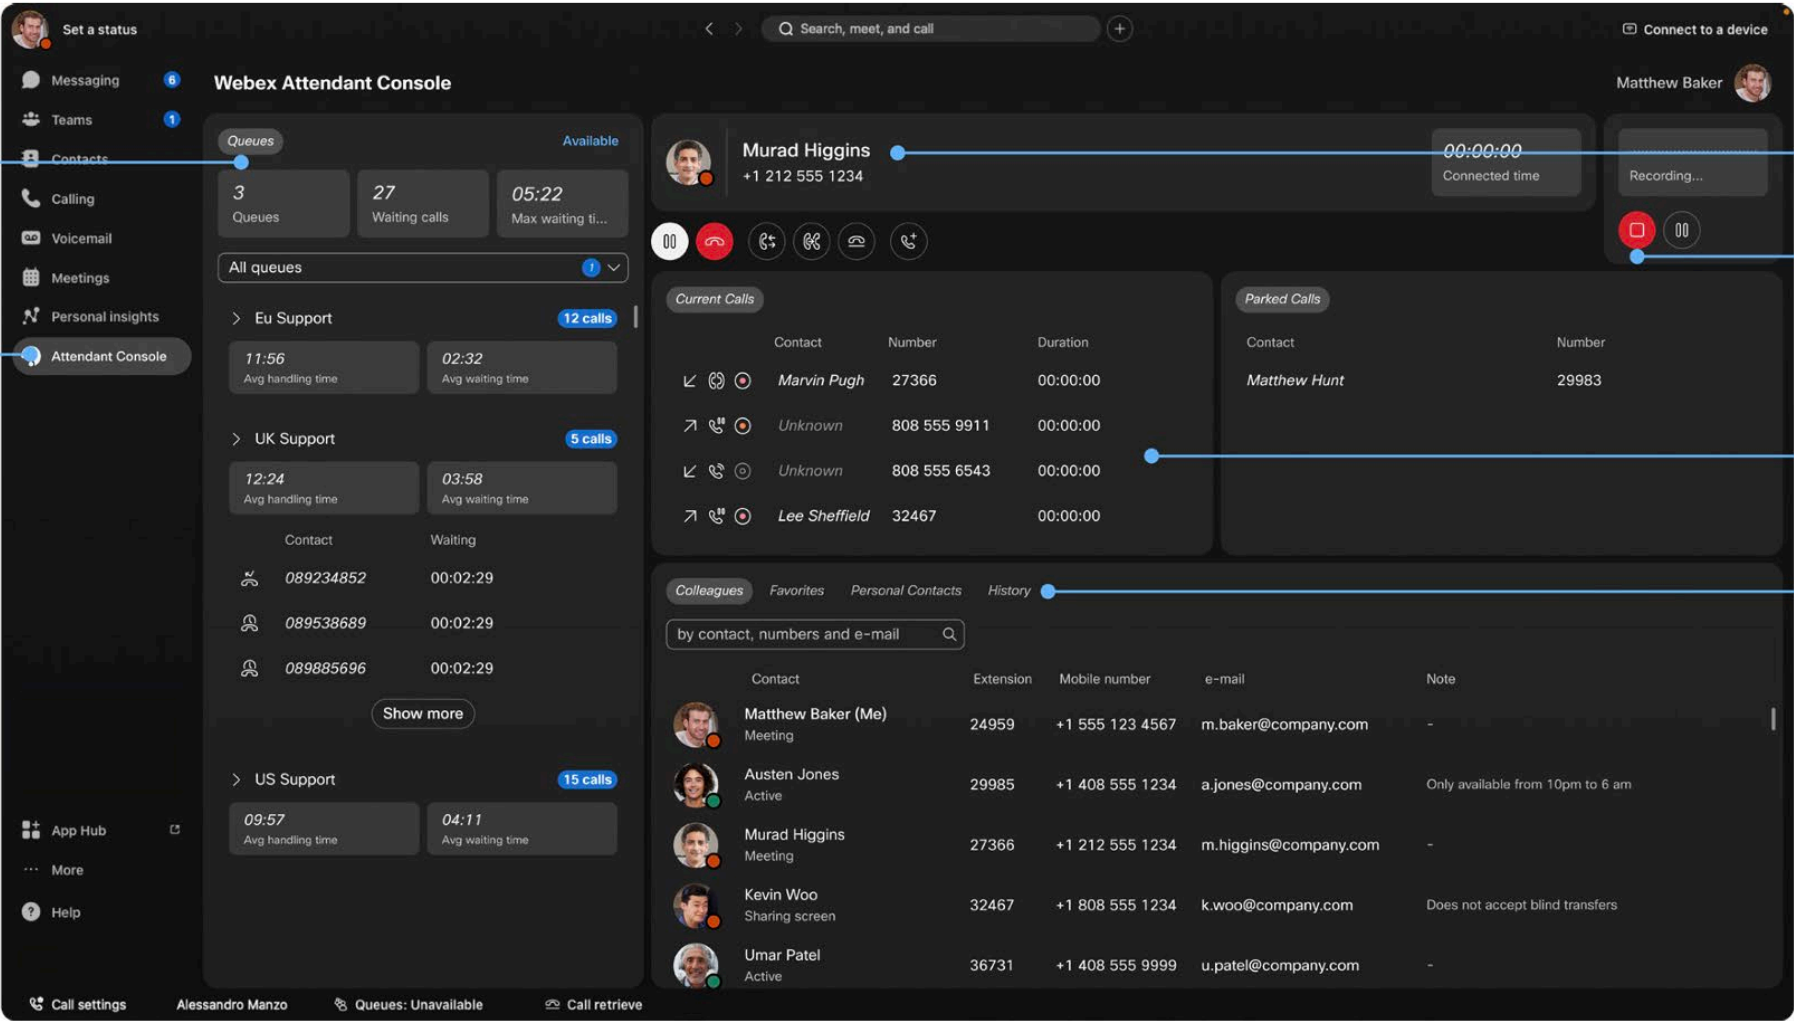 Set a status
Search, meet, and call
Connect to a device
Messaging
6
Teams
1
Contacts
Calling
Voicemail
Meetings
Personal insights
Attendant Console
App Hub
More
Help
Webex Attendant Console
Matthew Baker
Queues
Available
3
Queues
27
Waiting calls
05:22
Max waiting ti...
All queues
1
Eu Support
12 calls
11:56
Avg handling time
02:32
Avg waiting time
UK Support
5 calls
12:24
Avg handling time
03:58
Avg waiting time
Contact Waiting
089234852 00:02:29
089538689 00:02:29
089885696 00:02:29
Show more
US Support
15 calls
09:57
Avg handling time
04:11
Avg waiting time
Murad Higgins
+1 212 555 1234
00:00:00
Connected time
Recording...
Current Calls
Contact Number Duration
Marvin Pugh 27366 00:00:00
Unknown 808 555 9911 00:00:00
Unknown 808 555 6543 00:00:00
Lee Sheffield 32467 00:00:00
Parked Calls
Contact Number
Matthew Hunt 29983
Colleagues Favorites Personal Contacts History
by contact, numbers and e-mail
Contact Extension Mobile number e-mail Note
Matthew Baker (Me)
Meeting
24959 +1 555 123 4567 m.baker@company.com -
Austen Jones
Active
29985 +1 408 555 1234 a.jones@company.com Only available from 10pm to 6 am
Murad Higgins
Meeting
27366 +1 212 555 1234 m.higgins@company.com -
Kevin Woo
Sharing screen
32467 +1 808 555 1234 k.woo@company.com Does not accept blind transfers
Umar Patel
Active
36731 +1 408 555 9999 u.patel@company.com -
Call settings
Alessandro Manzo
Queues: Unavailable
Call retrieve